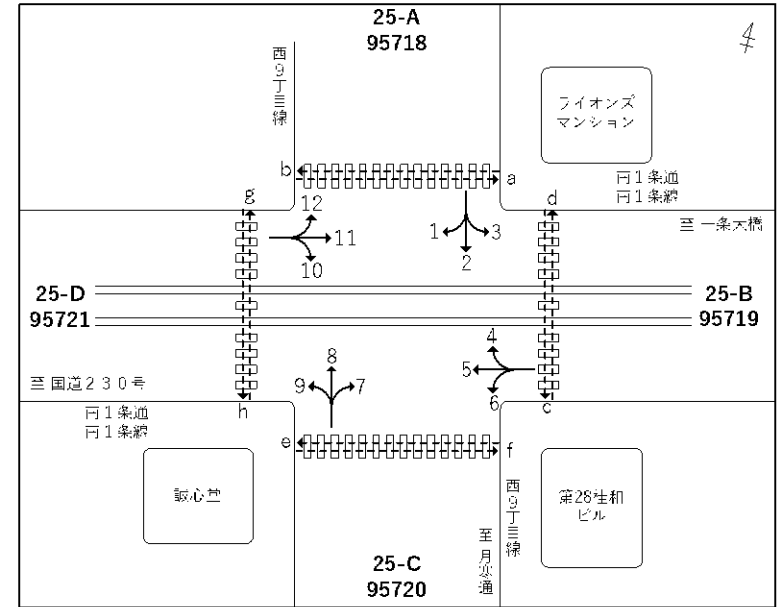 25-A
95718
西9丁目線
ライオンズ
マンション
南1条通
南1条線
b
a
g
d
12
11
10
1
3
2
至 一条大橋
25-D
95721
25-B
95719
4
5
6
8
9
7
至 国道230号
h
c
南1条通
南1条線
e
f
誠心堂
西9丁目線
至 月寒通
第28桂和
ビル
25-C
95720